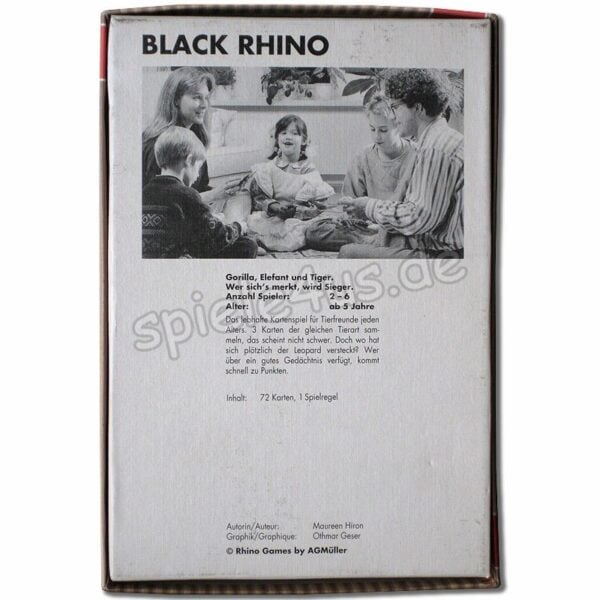 BLACK RHINO
Gorilla, Elefant und Tiger.
Wer sich's merkt, wird Sieger.
Anzahl Spieler: 2 – 6
Alter: ab 5 Jahre
Das lebhafte Kartenspiel für Tierfreunde jeden
Alters. 3 Karten der gleichen Tierart sam-
meln, das scheint nicht schwer. Doch wo hat
sich plötzlich der Leopard versteckt? Wer
über ein gutes Gedächtnis verfügt, kommt
schnell zu Punkten.
Inhalt: 72 Karten, 1 Spielregel
spiele4us.de
Autorin/Auteur: Maureen Hiron
Graphik/Graphique: Othmar Geser
© Rhino Games by AGMüller